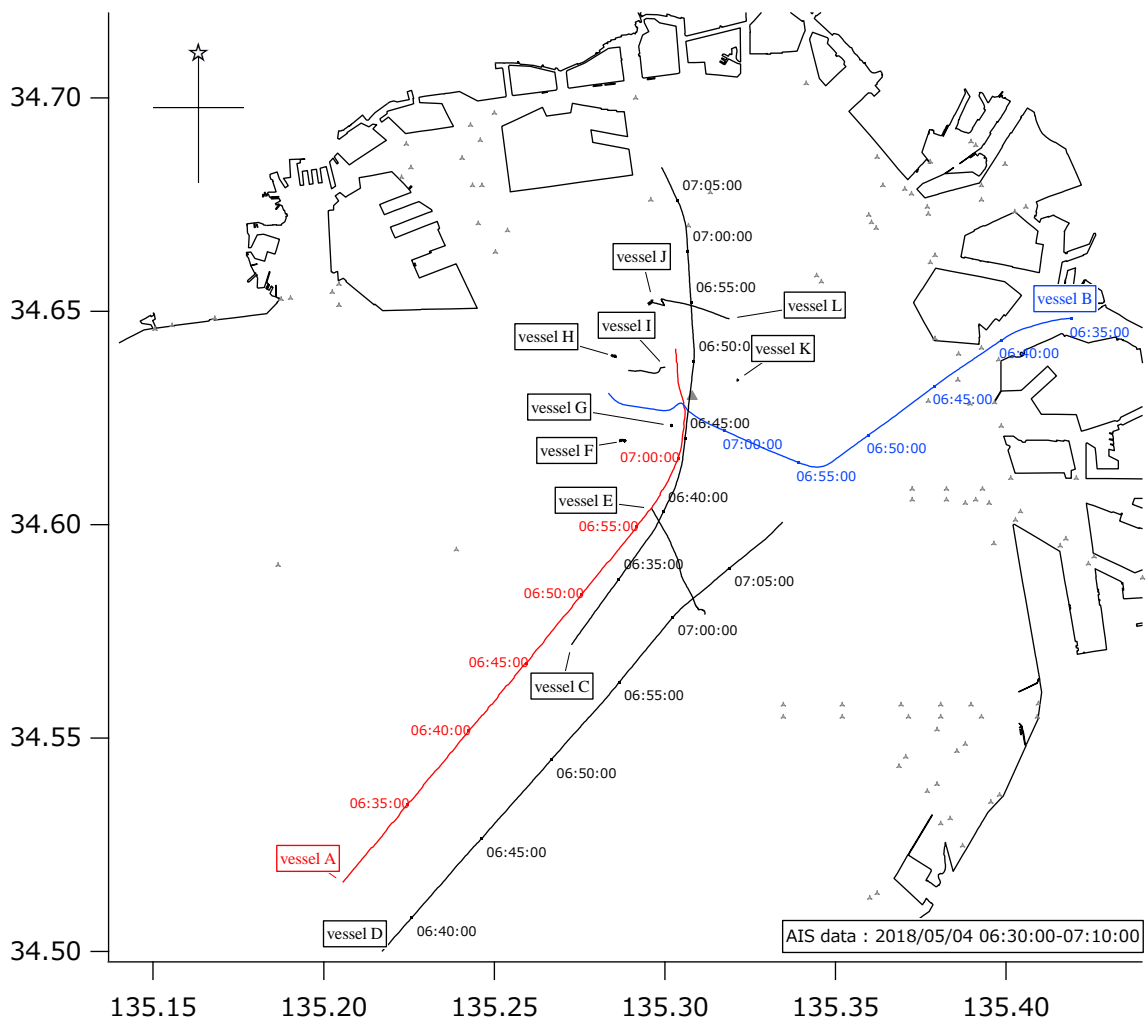 34.70
07:05:00
07:00:00
vessel J
06:55:00
34.65
vessel L
vessel B
06:35:00
vessel I
vessel H
06:50:00
vessel K
06:40:00
06:45:00
vessel G
06:45:00
vessel F
07:00:00
07:00:00
06:50:00
06:55:00
vessel E
06:40:00
34.60
06:55:00
06:35:00
07:05:00
06:50:00
07:00:00
06:45:00
vessel C
06:55:00
34.55
06:40:00
06:50:00
06:35:00
06:45:00
vessel A
vessel D
06:40:00
AIS data : 2018/05/04 06:30:00-07:10:00
34.50
135.15 135.20 135.25 135.30 135.35 135.40